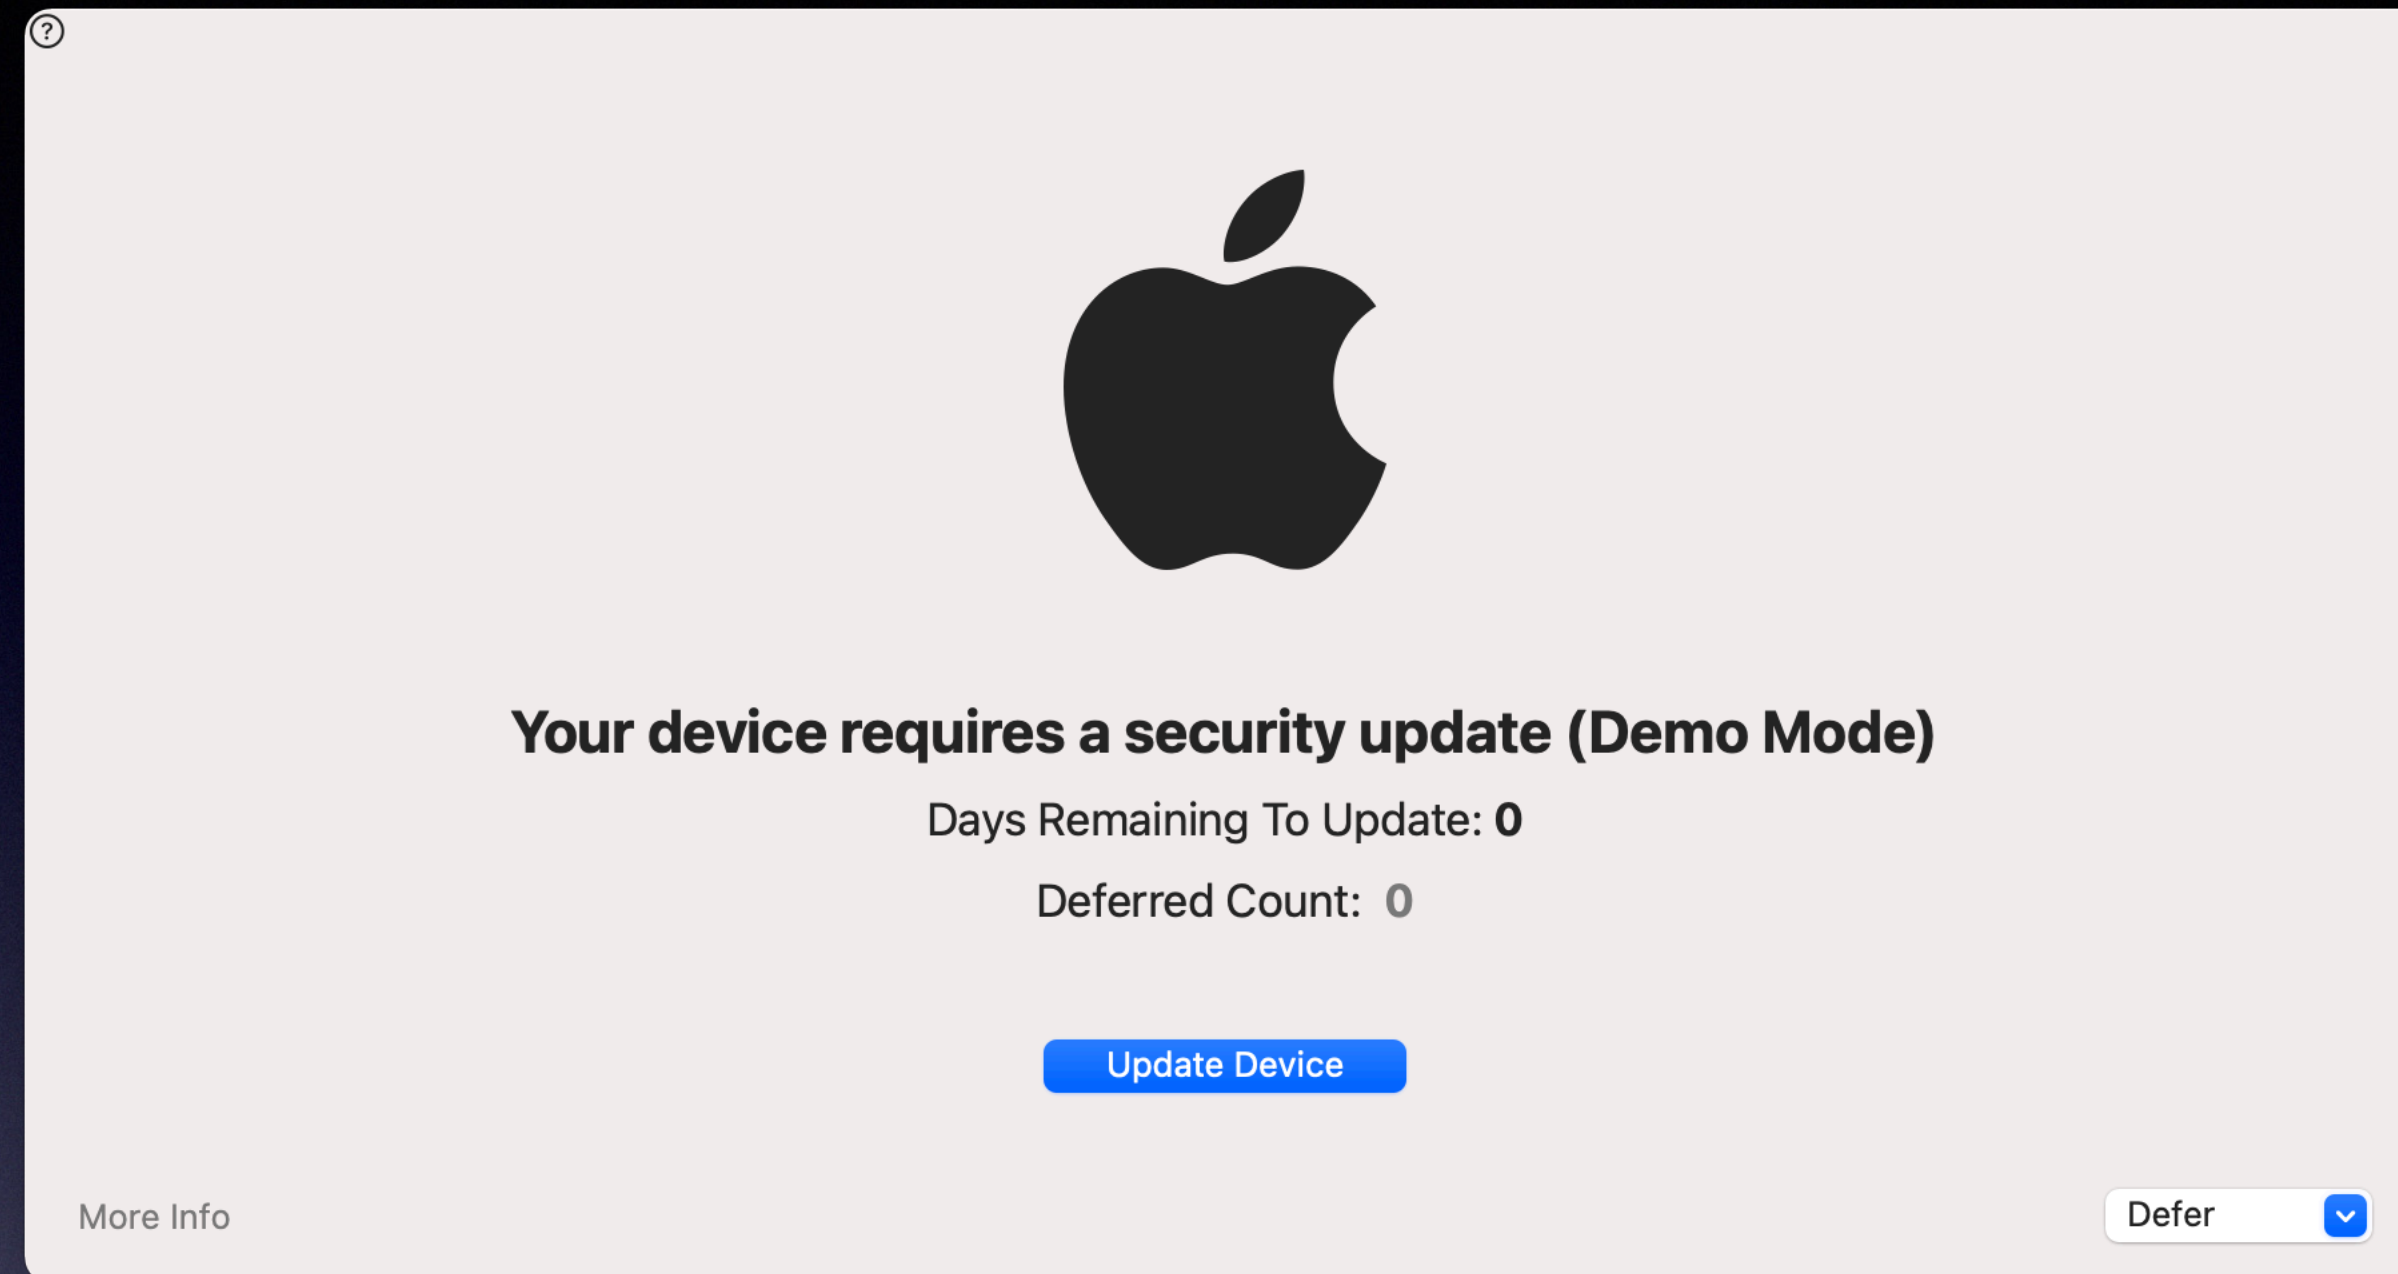 ?
Your device requires a security update (Demo Mode)
Days Remaining To Update: 0
Deferred Count: 0
Update Device
More Info
Defer